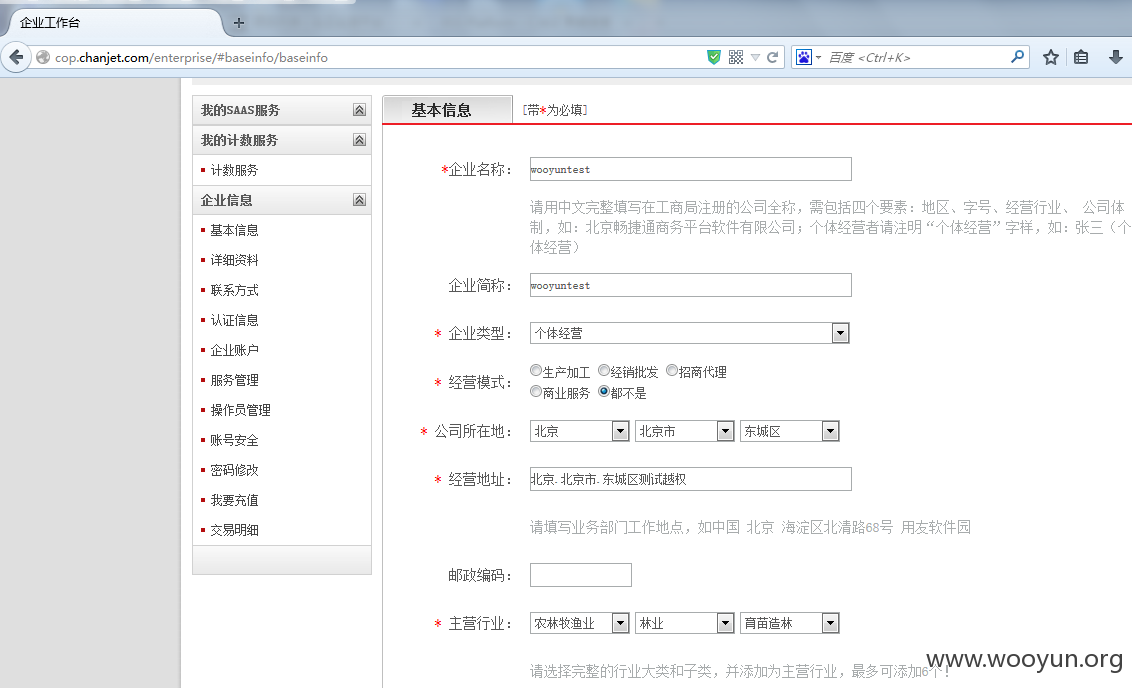 企业工作台
cop.chanjet.com/enterprise/#baseinfo/baseinfo
百度 <Ctrl+K>
我的SAAS服务
我的计数服务
计数服务
企业信息
基本信息
详细资料
联系方式
认证信息
企业账户
服务管理
操作员管理
账号安全
密码修改
我要充值
交易明细
基本信息 [带*为必填]
*企业名称： wooyuntest
请用中文完整填写在工商局注册的公司全称，需包括四个要素：地区、字号、经营行业、 公司体
制，如：北京畅捷通商务平台软件有限公司；个体经营者请注明“个体经营”字样，如：张三（个
体经营）
企业简称： wooyuntest
* 企业类型： 个体经营
* 经营模式： 生产加工 经销批发 招商代理
商业服务 都不是
* 公司所在地： 北京 北京市 东城区
* 经营地址： 北京.北京市.东城区测试越权
请填写业务部门工作地点，如中国 北京 海淀区北清路68号 用友软件园
邮政编码：
* 主营行业： 农林牧渔业 林业 育苗造林
请选择完整的行业大类和子类，并添加为主营行业，最多可添加6个！
www.wooyun.org